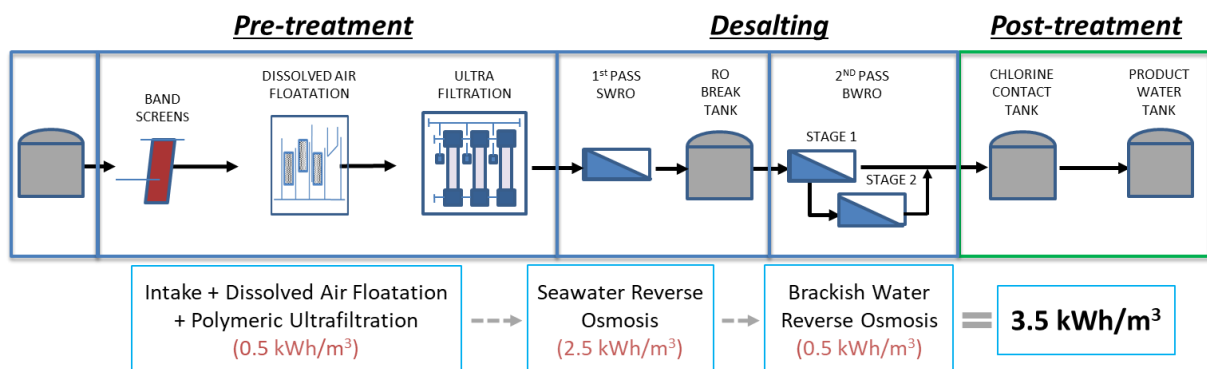 Pre-treatment
Desalting
Post-treatment
BAND
SCREENS
DISSOLVED AIR
FLOATATION
ULTRA
FILTRATION
1st PASS
SWRO
RO
BREAK
TANK
2ND PASS
BWRO
STAGE 1
STAGE 2
CHLORINE
CONTACT
TANK
PRODUCT
WATER
TANK
Intake + Dissolved Air Floatation
+ Polymeric Ultrafiltration
(0.5 kWh/m³)
Seawater Reverse
Osmosis
(2.5 kWh/m³)
Brackish Water
Reverse Osmosis
(0.5 kWh/m³)
= 3.5 kWh/m³